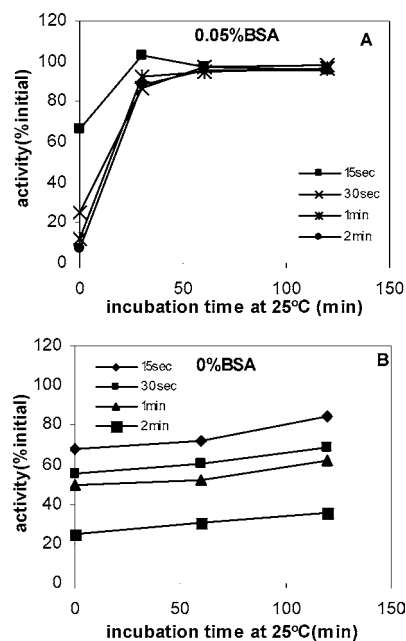 0.05%BSA
A
activity(%initial)
120
100
80
60
40
20
0
15sec
30sec
1min
2min
0
50
100
150
incubation time at 25°C (min)
B
0%BSA
activity(%initial)
120
100
80
60
40
20
0
15sec
30sec
1min
2min
0
50
100
150
incubation time at 25°C(min)